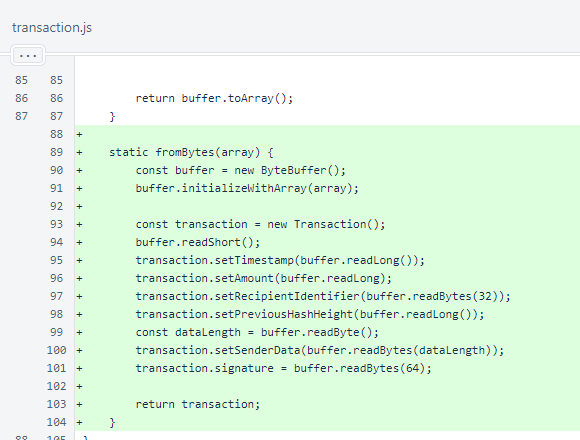 transaction.js
...
85 85
86 86 return buffer.toArray();
87 87 }
88 +
89 + static fromBytes(array) {
90 + const buffer = new ByteBuffer();
91 + buffer.initializeWithArray(array);
92 +
93 + const transaction = new Transaction();
94 + buffer.readShort();
95 + transaction.setTimestamp(buffer.readLong());
96 + transaction.setAmount(buffer.readLong);
97 + transaction.setRecipientIdentifier(buffer.readBytes(32));
98 + transaction.setPreviousHashHeight(buffer.readLong());
99 + const dataLength = buffer.readByte();
100 + transaction.setSenderData(buffer.readBytes(dataLength));
101 + transaction.signature = buffer.readBytes(64);
102 +
103 + return transaction;
104 + }
88 105 }